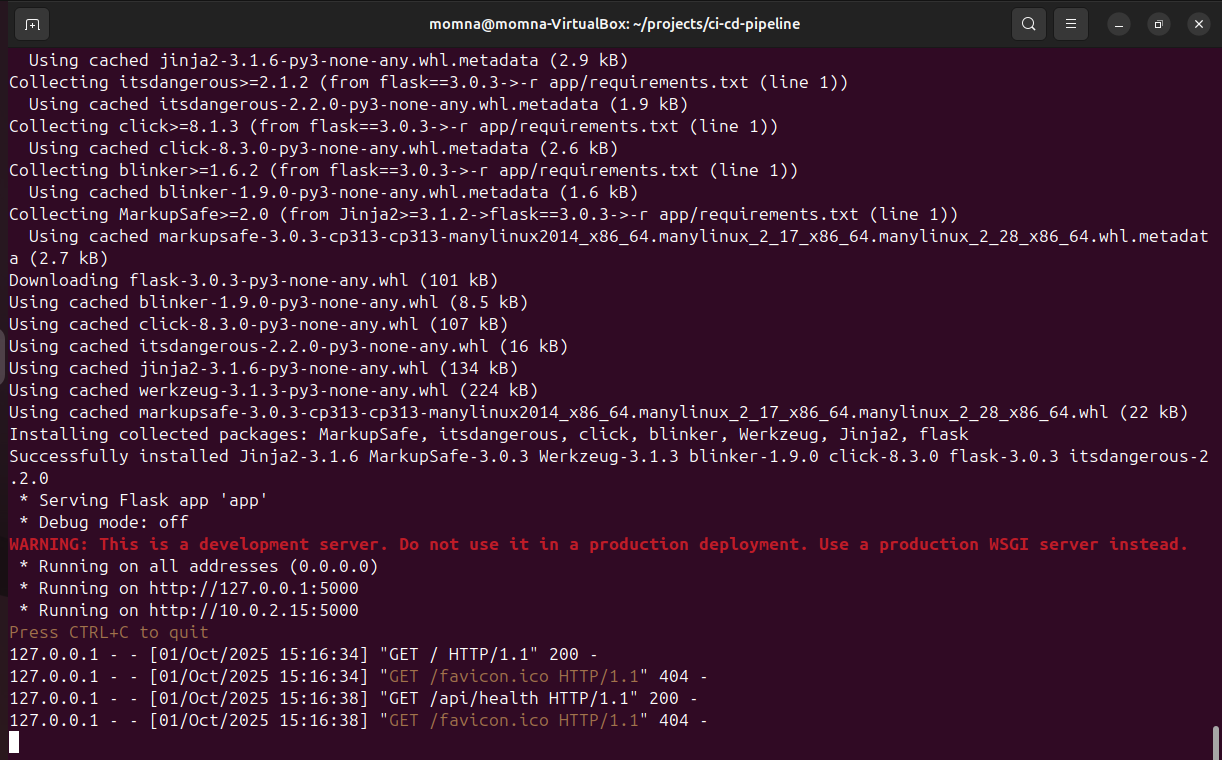 momna@momna-VirtualBox: ~/projects/ci-cd-pipeline
Using cached jinja2-3.1.6-py3-none-any.whl.metadata (2.9 kB)
Collecting itsdangerous>=2.1.2 (from flask==3.0.3->-r app/requirements.txt (line 1))
Using cached itsdangerous-2.2.0-py3-none-any.whl.metadata (1.9 kB)
Collecting click>=8.1.3 (from flask==3.0.3->-r app/requirements.txt (line 1))
Using cached click-8.3.0-py3-none-any.whl.metadata (2.6 kB)
Collecting blinker>=1.6.2 (from flask==3.0.3->-r app/requirements.txt (line 1))
Using cached blinker-1.9.0-py3-none-any.whl.metadata (1.6 kB)
Collecting MarkupSafe>=2.0 (from Jinja2>=3.1.2->flask==3.0.3->-r app/requirements.txt (line 1))
Using cached markupsafe-3.0.3-cp313-cp313-manylinux2014_x86_64.manylinux_2_17_x86_64.manylinux_2_28_x86_64.whl.metadat
a (2.7 kB)
Downloading flask-3.0.3-py3-none-any.whl (101 kB)
Using cached blinker-1.9.0-py3-none-any.whl (8.5 kB)
Using cached click-8.3.0-py3-none-any.whl (107 kB)
Using cached itsdangerous-2.2.0-py3-none-any.whl (16 kB)
Using cached jinja2-3.1.6-py3-none-any.whl (134 kB)
Using cached werkzeug-3.1.3-py3-none-any.whl (224 kB)
Using cached markupsafe-3.0.3-cp313-cp313-manylinux2014_x86_64.manylinux_2_17_x86_64.manylinux_2_28_x86_64.whl (22 kB)
Installing collected packages: MarkupSafe, itsdangerous, click, blinker, Werkzeug, Jinja2, flask
Successfully installed Jinja2-3.1.6 MarkupSafe-3.0.3 Werkzeug-3.1.3 blinker-1.9.0 click-8.3.0 flask-3.0.3 itsdangerous-2
.2.0
* Serving Flask app 'app'
* Debug mode: off
WARNING: This is a development server. Do not use it in a production deployment. Use a production WSGI server instead.
* Running on all addresses (0.0.0.0)
* Running on http://127.0.0.1:5000
* Running on http://10.0.2.15:5000
Press CTRL+C to quit
127.0.0.1 - - [01/Oct/2025 15:16:34] "GET / HTTP/1.1" 200 -
127.0.0.1 - - [01/Oct/2025 15:16:34] "GET /favicon.ico HTTP/1.1" 404 -
127.0.0.1 - - [01/Oct/2025 15:16:38] "GET /api/health HTTP/1.1" 200 -
127.0.0.1 - - [01/Oct/2025 15:16:38] "GET /favicon.ico HTTP/1.1" 404 -